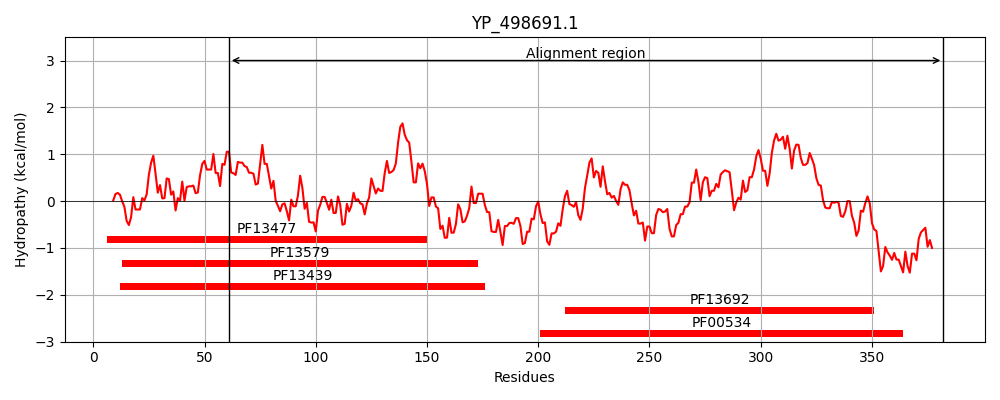 YP_498691.1
Alignment region
Hydropathy (kcal/mol)
3
2
1
0
−1
−2
−3
PF13477
PF13579
PF13439
PF13692
PF00534
0 50 100 150 200 250 300 350
Residues